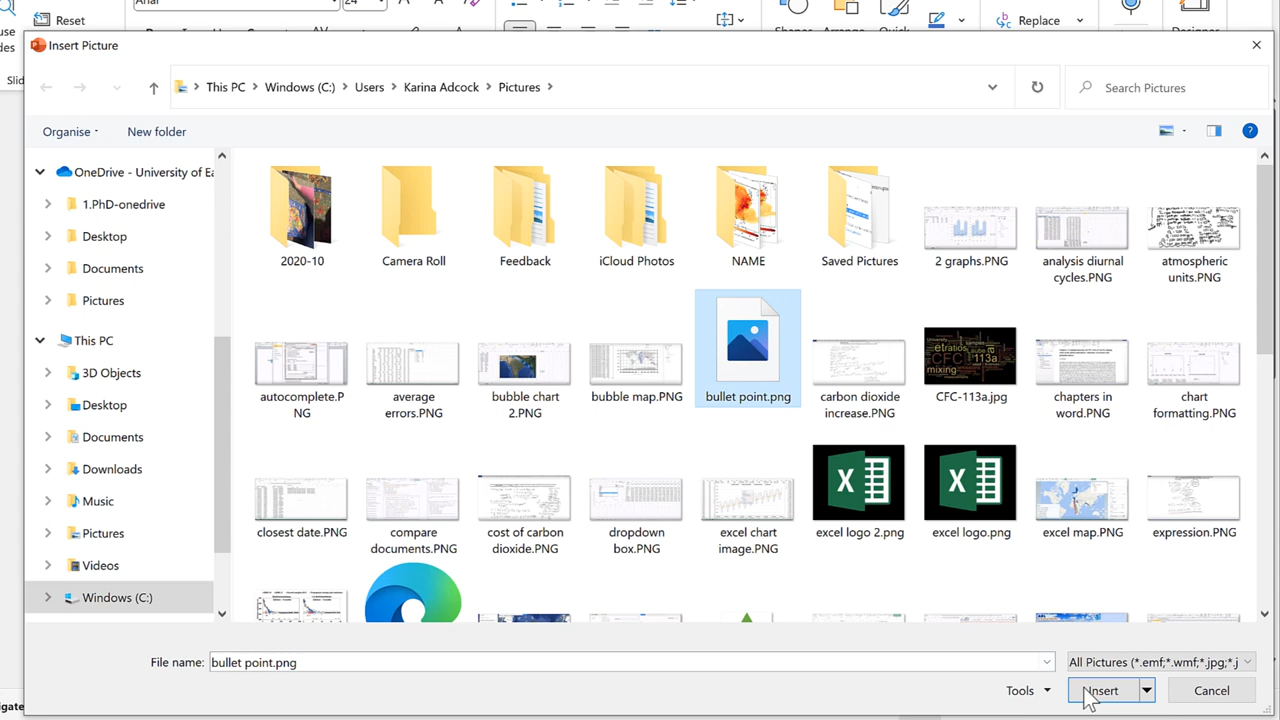 Reset
Arial
24
Replace
Slid
Insert Picture
This PC > Windows (C:) > Users > Karina Adcock > Pictures >
Search Pictures
Organise
New folder
OneDrive - University of Ea
1.PhD-onedrive
Desktop
Documents
Pictures
This PC
3D Objects
Desktop
Documents
Downloads
Music
Pictures
Videos
Windows (C:)
2020-10
Camera Roll
Feedback
iCloud Photos
NAME
Saved Pictures
2 graphs.PNG
analysis diurnal
cycles.PNG
atmospheric
units.PNG
autocomplete.P
NG
average
errors.PNG
bubble chart
2.PNG
bubble map.PNG
bullet point.png
carbon dioxide
increase.PNG
CFC-113a.jpg
chapters in
word.PNG
chart
formatting.PNG
closest date.PNG
compare
documents.PNG
cost of carbon
dioxide.PNG
dropdown
box.PNG
excel chart
image.PNG
excel logo 2.png
excel logo.png
excel map.PNG
expression.PNG
File name:
bullet point.png
All Pictures (*.emf;*.wmf;*.jpg;*.j
Tools
Insert
Cancel